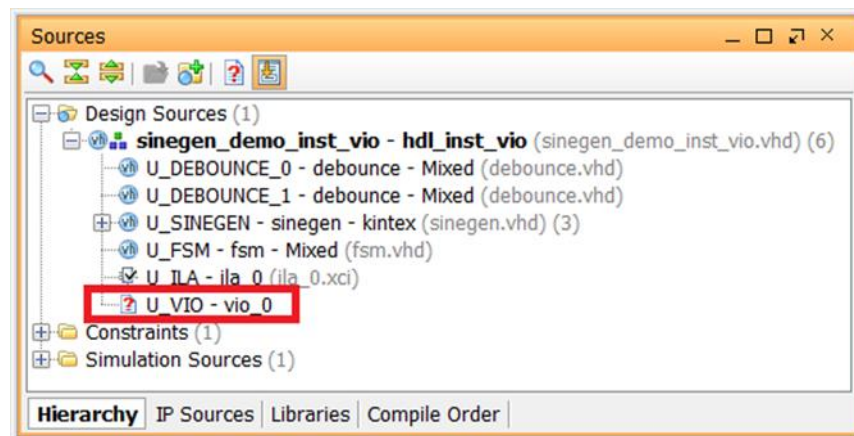 Sources
Design Sources (1)
sinegen_demo_inst_vio - hdl_inst_vio (sinegen_demo_inst_vio.vhd) (6)
U_DEBOUNCE_0 - debounce - Mixed (debounce.vhd)
U_DEBOUNCE_1 - debounce - Mixed (debounce.vhd)
U_SINEGEN - sinegen - kintex (sinegen.vhd) (3)
U_FSM - fsm - Mixed (fsm.vhd)
U_ILA - ila_0 (ila_0.xci)
U_VIO - vio_0
Constraints (1)
Simulation Sources (1)
Hierarchy IP Sources Libraries Compile Order